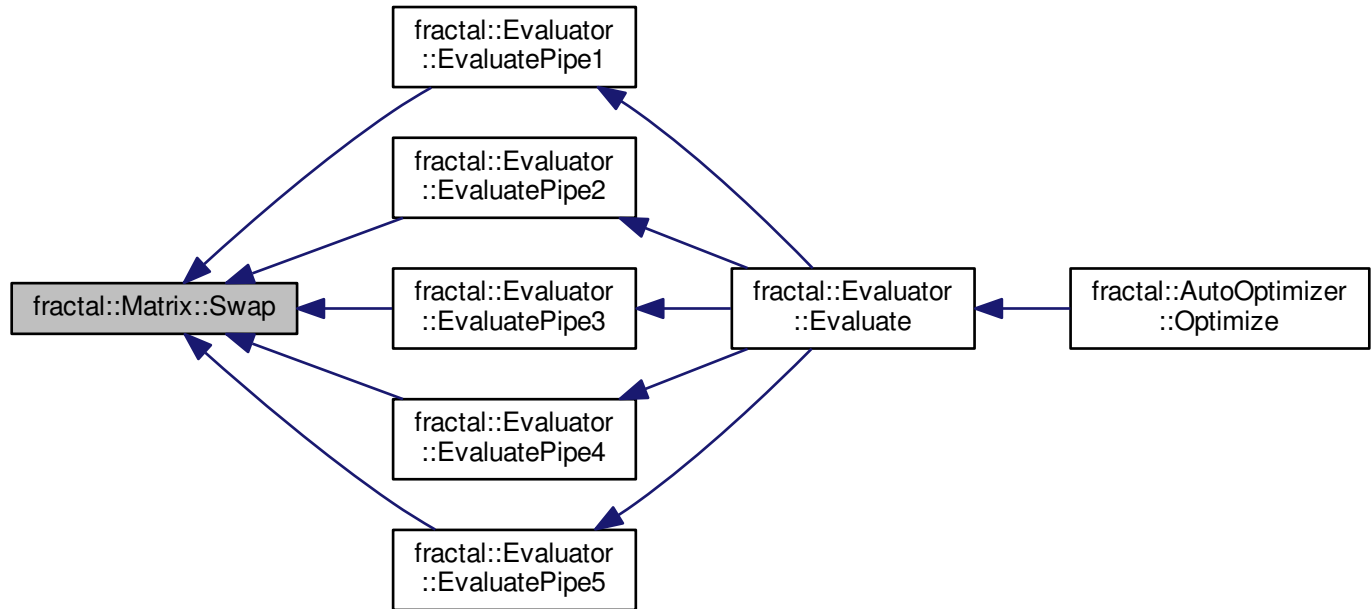 fractal::Evaluator
::EvaluatePipe1
fractal::Evaluator
::EvaluatePipe2
fractal::Matrix::Swap
fractal::Evaluator
::EvaluatePipe3
fractal::Evaluator
::Evaluate
fractal::AutoOptimizer
::Optimize
fractal::Evaluator
::EvaluatePipe4
fractal::Evaluator
::EvaluatePipe5